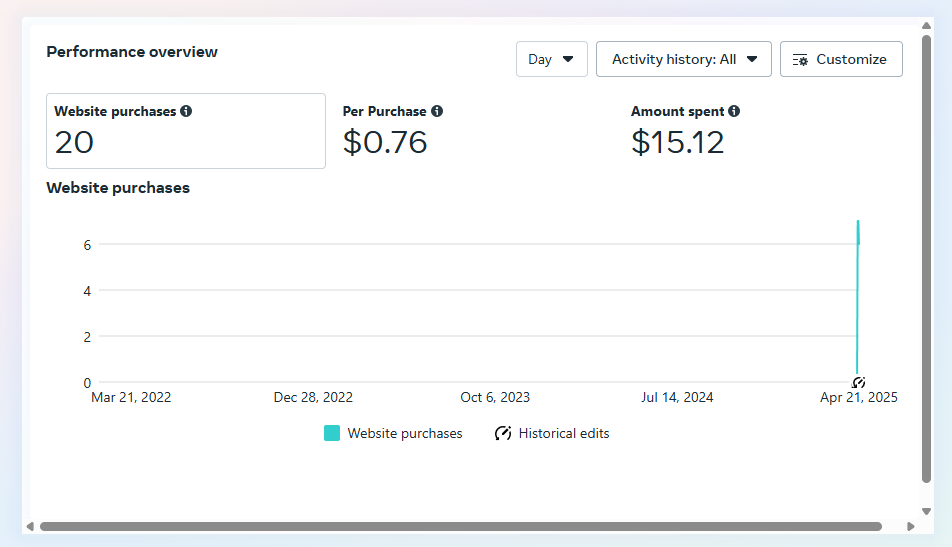 Performance overview
Day
Activity history: All
Customize
Website purchases
20
Per Purchase
$0.76
Amount spent
$15.12
Website purchases
6
4
2
0
Mar 21, 2022
Dec 28, 2022
Oct 6, 2023
Jul 14, 2024
Apr 21, 2025
Website purchases
Historical edits